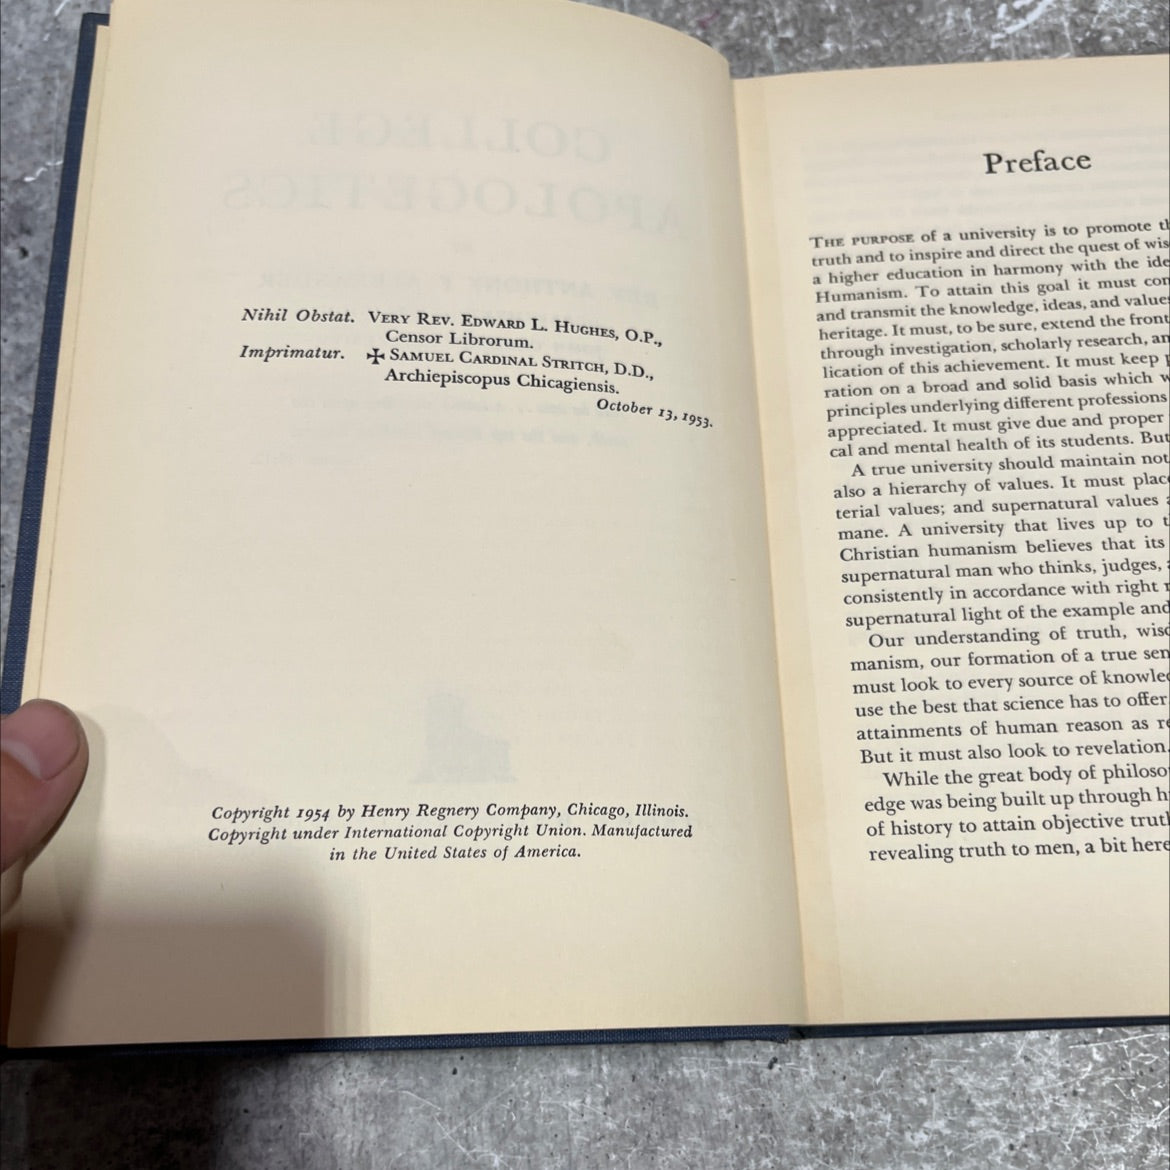 Nihil Obstat. VERY REV. EDWARD L. HUGHES, O.P.,
Censor Librorum.
Imprimatur. ✠ SAMUEL CARDINAL STRITCH, D.D.,
Archiepiscopus Chicagiensis.
October 13, 1953.
Copyright 1954 by Henry Regnery Company, Chicago, Illinois.
Copyright under International Copyright Union. Manufactured
in the United States of America.
Preface
THE PURPOSE of a university is to promote th
truth and to inspire and direct the quest of wis
a higher education in harmony with the ide
Humanism. To attain this goal it must con
and transmit the knowledge, ideas, and value
heritage. It must, to be sure, extend the front
through investigation, scholarly research, an
lication of this achievement. It must keep p
ration on a broad and solid basis which w
principles underlying different professions
appreciated. It must give due and proper
cal and mental health of its students. But
A true university should maintain not
also a hierarchy of values. It must place
terial values; and supernatural values a
mane. A university that lives up to t
Christian humanism believes that its
supernatural man who thinks, judges, a
consistently in accordance with right r
supernatural light of the example and
Our understanding of truth, wisd
manism, our formation of a true sen
must look to every source of knowled
use the best that science has to offer
attainments of human reason as re
But it must also look to revelation.
While the great body of philoso
edge was being built up through h
of history to attain objective truth
revealing truth to men, a bit here